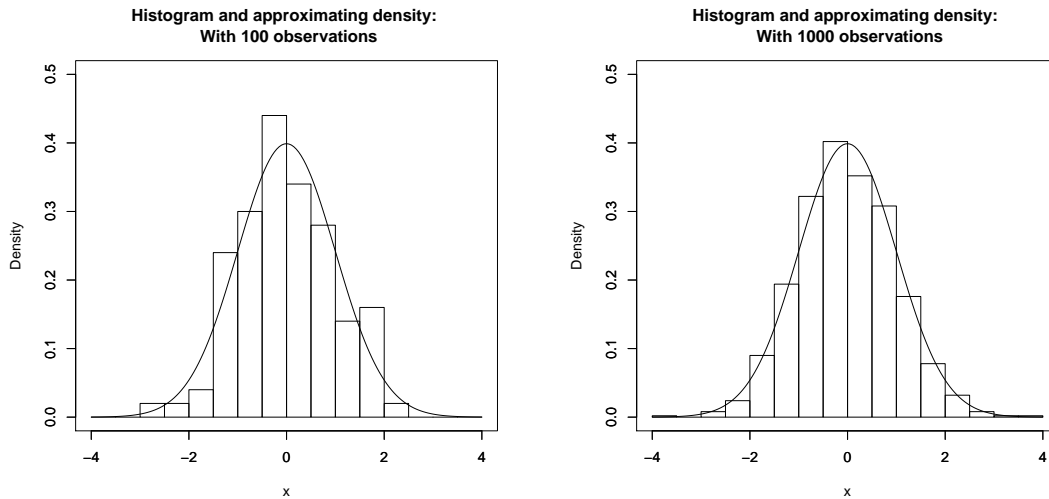 Histogram and approximating density:
With 100 observations
0.5
0.4
0.3
0.2
0.1
0.0
Density
−4 −2 0 2 4
x
Histogram and approximating density:
With 1000 observations
0.5
0.4
0.3
0.2
0.1
0.0
Density
−4 −2 0 2 4
x